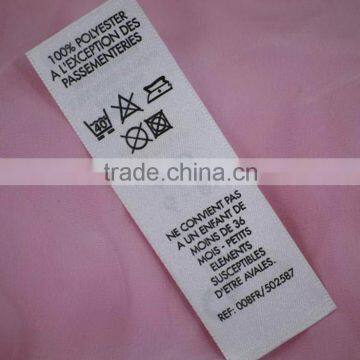 100% POLYESTER
A L'EXCEPTION DES
PASSEMENTERIES
40
trade.china.cn
NE CONVIENT PAS
A UN ENFANT DE
MOINS DE 36
MOIS - PETITS
ELEMENTS
SUSCEPTIBLES
D'ETRE AVALES.
REF: 008FR/502587